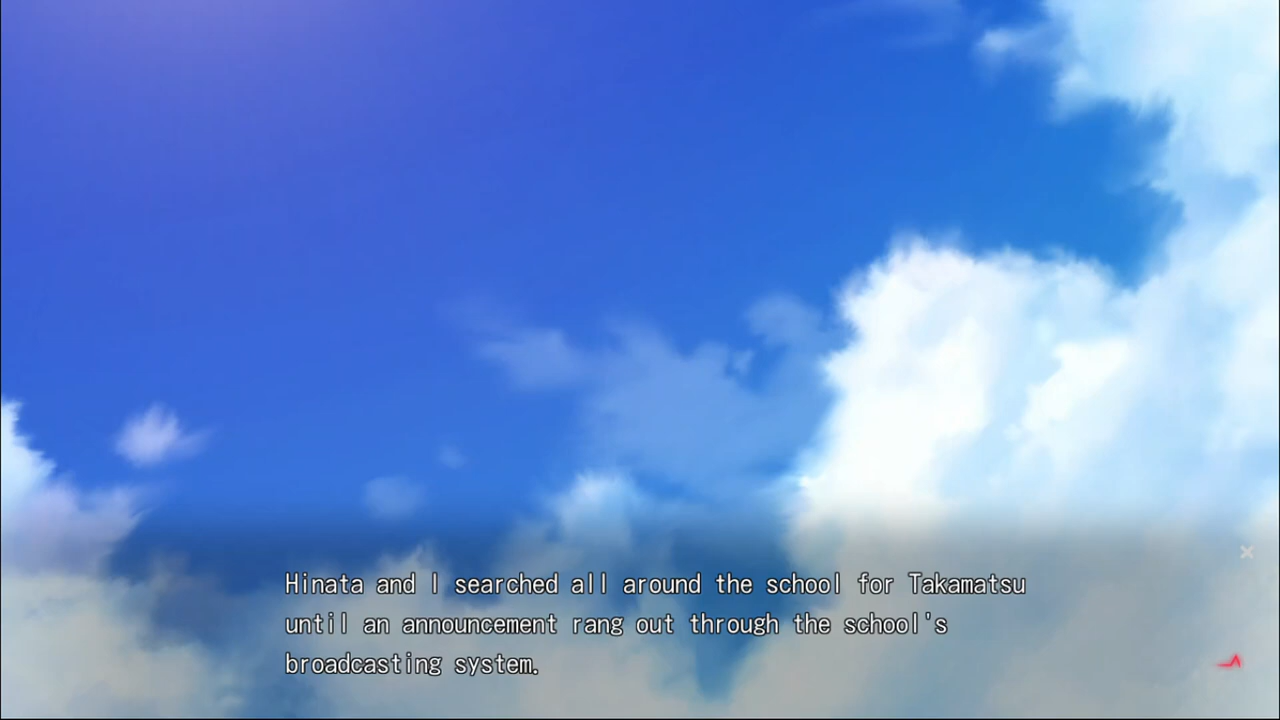 Hinata and I searched all around the school for Takamatsu
until an announcement rang out through the school's
broadcasting system.